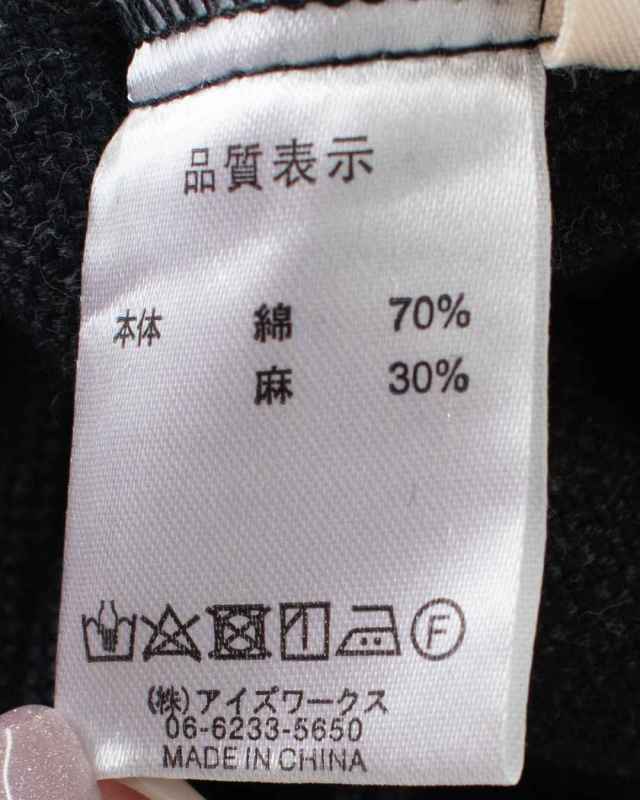 品質表示
本体 綿 70%
麻 30%
F
(株)アイズワークス
06-6233-5650
MADE IN CHINA